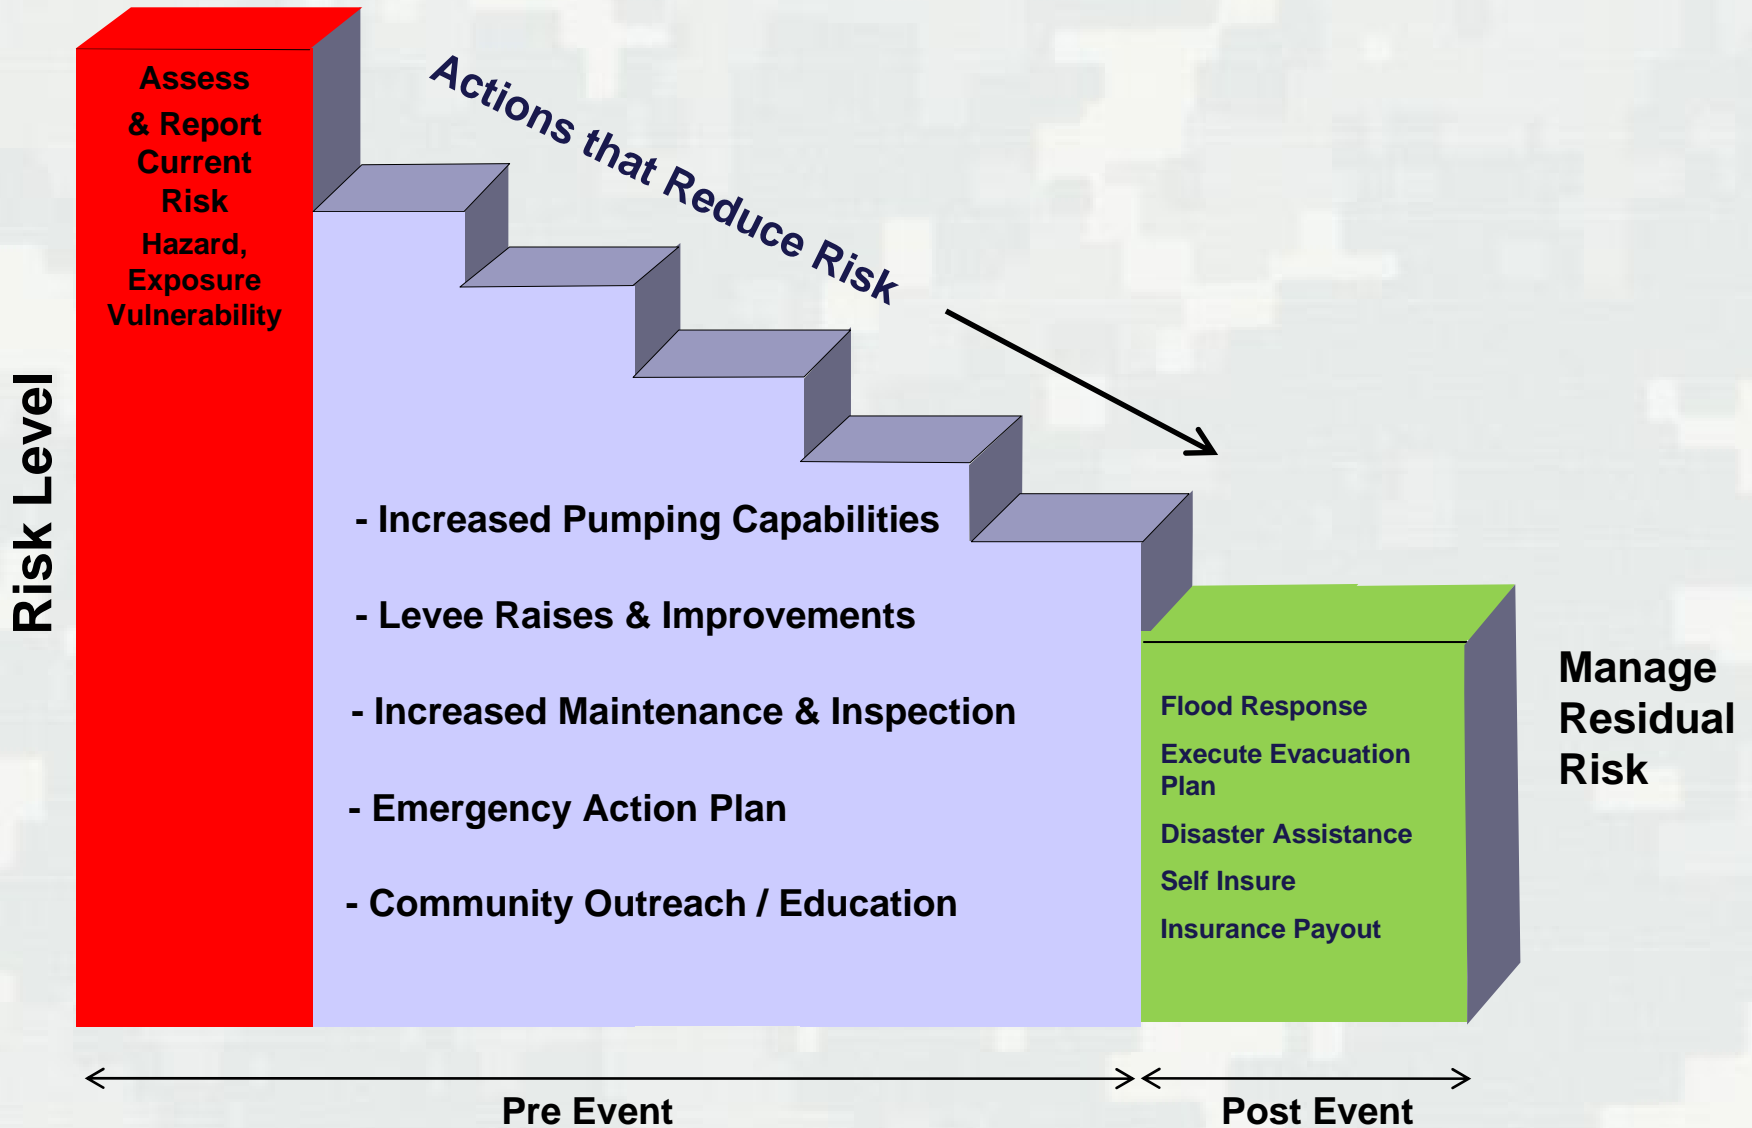 Assess
& Report
Current
Risk
Hazard,
Exposure
Vulnerability
Actions that Reduce Risk
Risk Level
- Increased Pumping Capabilities
- Levee Raises & Improvements
- Increased Maintenance & Inspection
- Emergency Action Plan
- Community Outreach / Education
Flood Response
Execute Evacuation
Plan
Disaster Assistance
Self Insure
Insurance Payout
Manage
Residual
Risk
Pre Event
Post Event